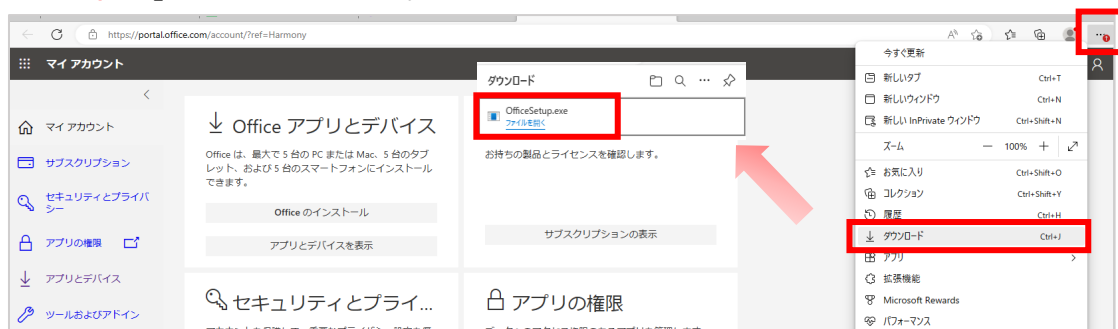 https://portal.office.com/account/?ref=Harmony
マイ アカウント
マイ アカウント
サブスクリプション
セキュリティとプライバ
シー
アプリの権限
アプリとデバイス
ツールおよびアドイン
Office アプリとデバイス
Office は、最大で 5 台の PC または Mac、5 台のタブ
レット、および 5 台のスマートフォンにインストール
できます。
Office のインストール
アプリとデバイスを表示
セキュリティとプライ...
ダウンロード
OfficeSetup.exe
ファイルを開く
お持ちの製品とライセンスを確認します。
サブスクリプションの表示
アプリの権限
今すぐ更新
新しいタブ Ctrl+T
新しいウィンドウ Ctrl+N
新しい InPrivate ウィンドウ Ctrl+Shift+N
ズーム — 100% +
お気に入り Ctrl+Shift+O
コレクション Ctrl+Shift+Y
履歴 Ctrl+H
ダウンロード Ctrl+J
アプリ
拡張機能
Microsoft Rewards
パフォーマンス